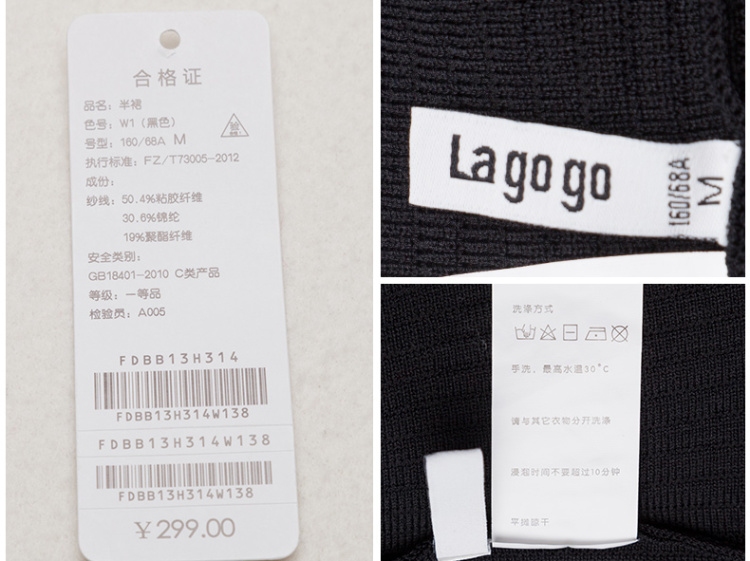 合格证
品名：半裙
色号：W1（黑色）
号型：160/68A M
验
执行标准：FZ/T73005-2012
成份：
纱线：50.4%粘胶纤维
30.6%锦纶
19%聚酯纤维
安全类别：
GB18401-2010 C类产品
等级：一等品
检验员：A005
FDBB13H314
FDBB13H314W138
FDBB13H314W138
FDBB13H314W138
¥299.00
Lagogo
160/68A
M
洗涤方式
手洗、最高水温30°C
请与其它衣物分开洗涤
浸泡时间不要超过10分钟
平摊晾干